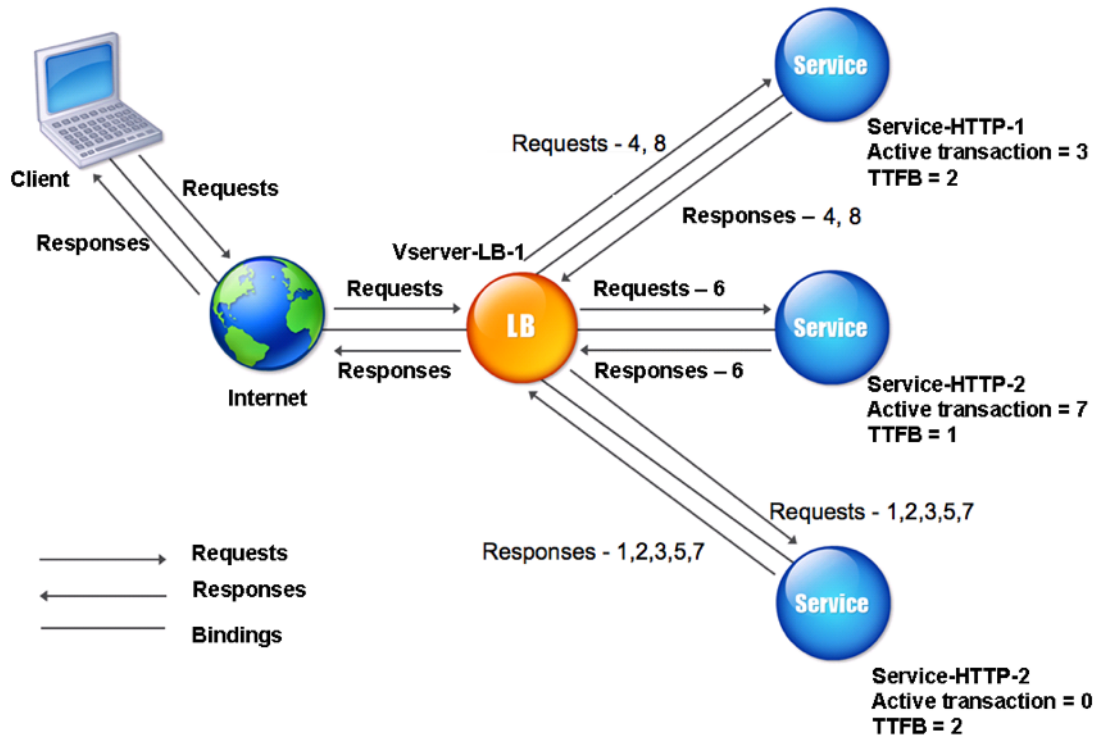 Service
Service-HTTP-1
Active transaction = 3
TTFB = 2
Requests - 4, 8
Responses – 4, 8
Client
Requests
Responses
Vserver-LB-1
Requests
Responses
Internet
LB
Requests – 6
Responses – 6
Service
Service-HTTP-2
Active transaction = 7
TTFB = 1
Requests - 1,2,3,5,7
Responses - 1,2,3,5,7
Service
Service-HTTP-2
Active transaction = 0
TTFB = 2
Requests
Responses
Bindings